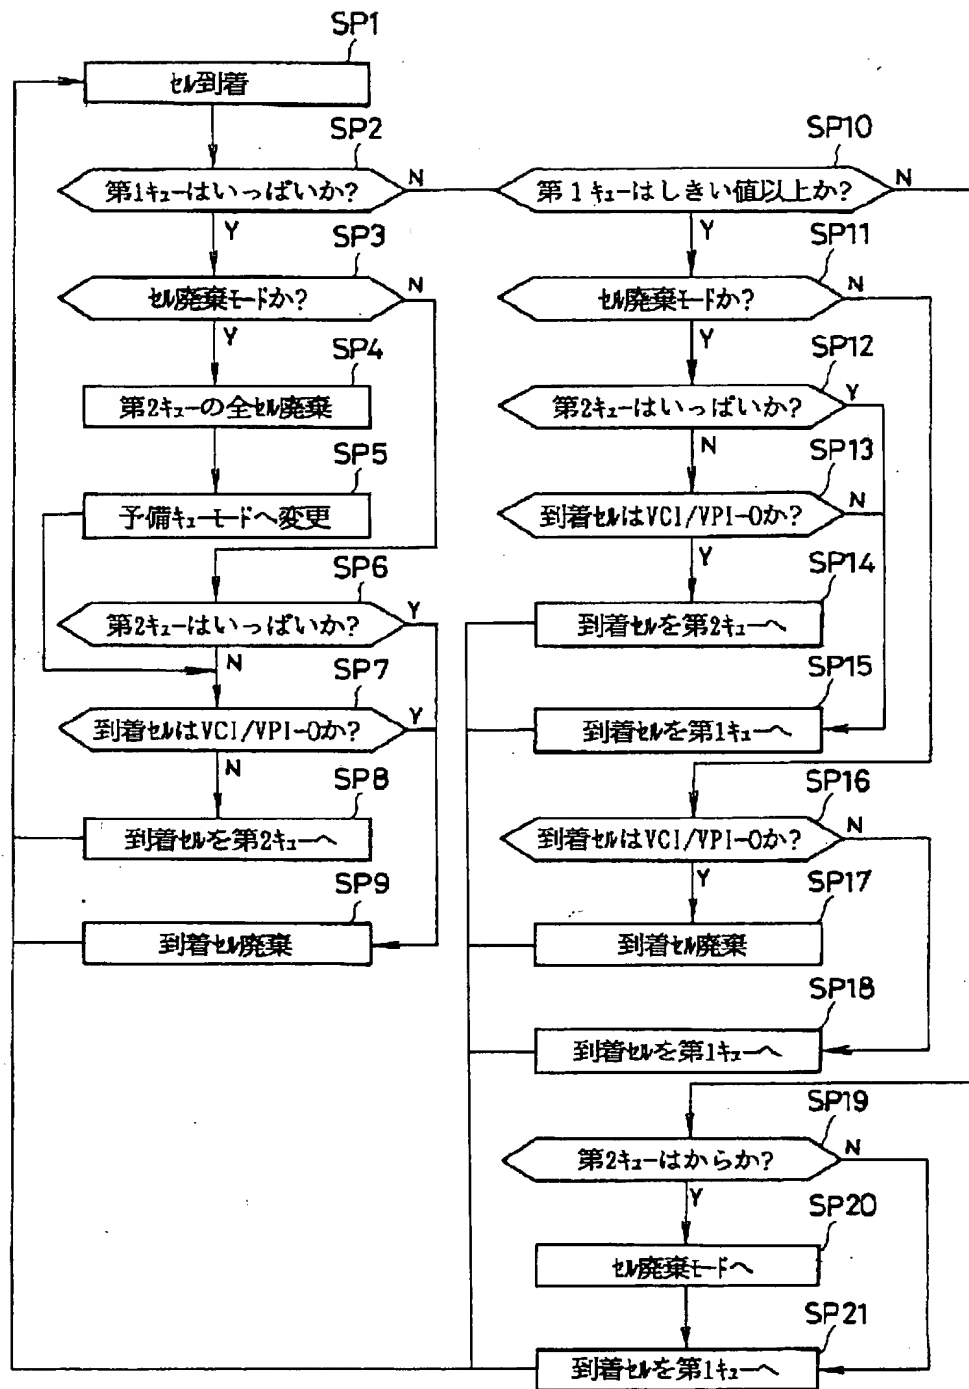 SP1
セル到着
SP2
第1キューはいっぱいか?
N
Y
SP3
セル廃棄モードか?
N
Y
SP4
第2キューの全セル廃棄
SP5
予備キューモードへ変更
SP6
第2キューはいっぱいか?
Y
N
SP7
到着セルはVCI/VPI-0か?
Y
N
SP8
到着セルを第2キューへ
SP9
到着セル廃棄
SP10
第1キューはしきい値以上か?
N
Y
SP11
セル廃棄モードか?
N
Y
SP12
第2キューはいっぱいか?
Y
N
SP13
到着セルはVCI/VPI-0か?
N
Y
SP14
到着セルを第2キューへ
SP15
到着セルを第1キューへ
SP16
到着セルはVCI/VPI-0か?
N
Y
SP17
到着セル廃棄
SP18
到着セルを第1キューへ
SP19
第2キューはからか?
N
Y
SP20
セル廃棄モードへ
SP21
到着セルを第1キューへ